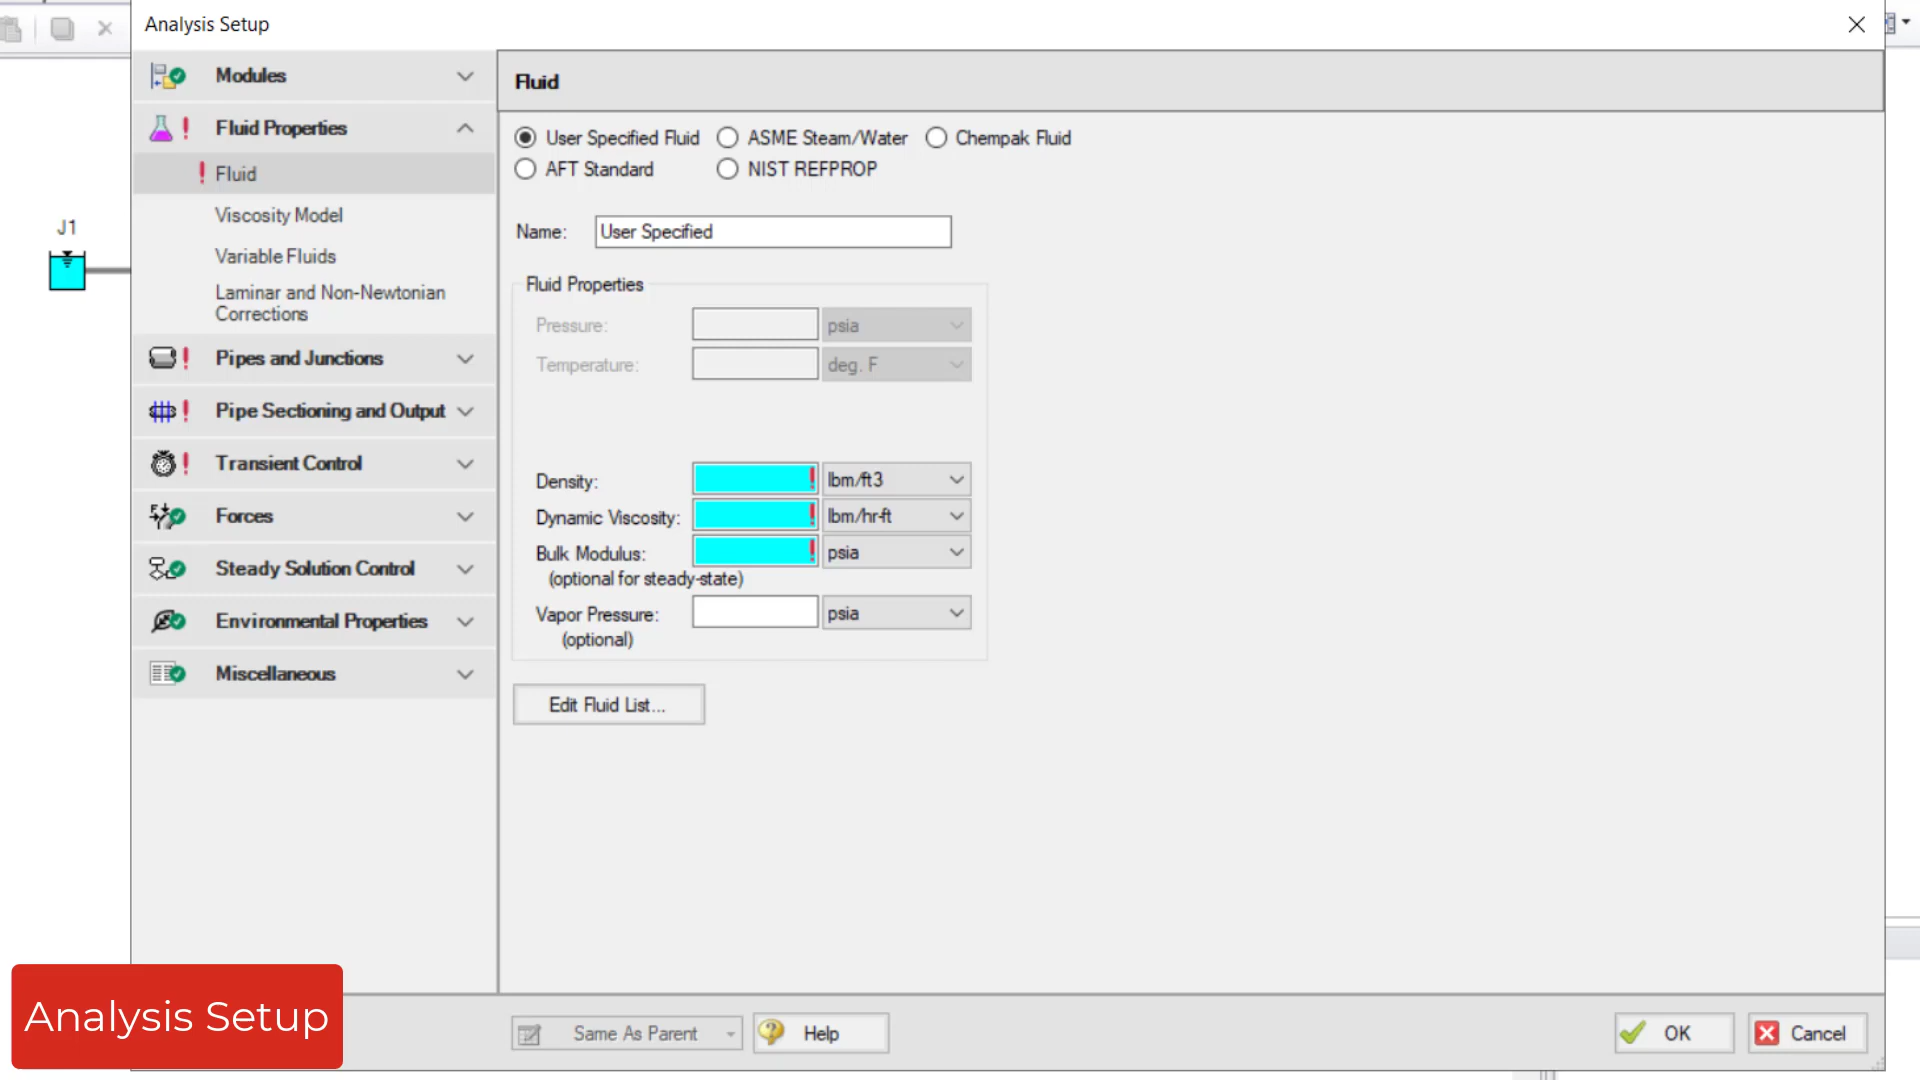 Analysis Setup
Modules
Fluid Properties
Fluid
Viscosity Model
Variable Fluids
Laminar and Non-Newtonian
Corrections
Pipes and Junctions
Pipe Sectioning and Output
Transient Control
Forces
Steady Solution Control
Environmental Properties
Miscellaneous
J1
Fluid
User Specified Fluid ASME Steam/Water Chempak Fluid
AFT Standard NIST REFPROP
Name: User Specified
Fluid Properties
Pressure: psia
Temperature: deg. F
Density: ! lbm/ft3
Dynamic Viscosity: ! lbm/hr-ft
Bulk Modulus: ! psia
(optional for steady-state)
Vapor Pressure: psia
(optional)
Edit Fluid List...
Same As Parent Help OK Cancel
Analysis Setup